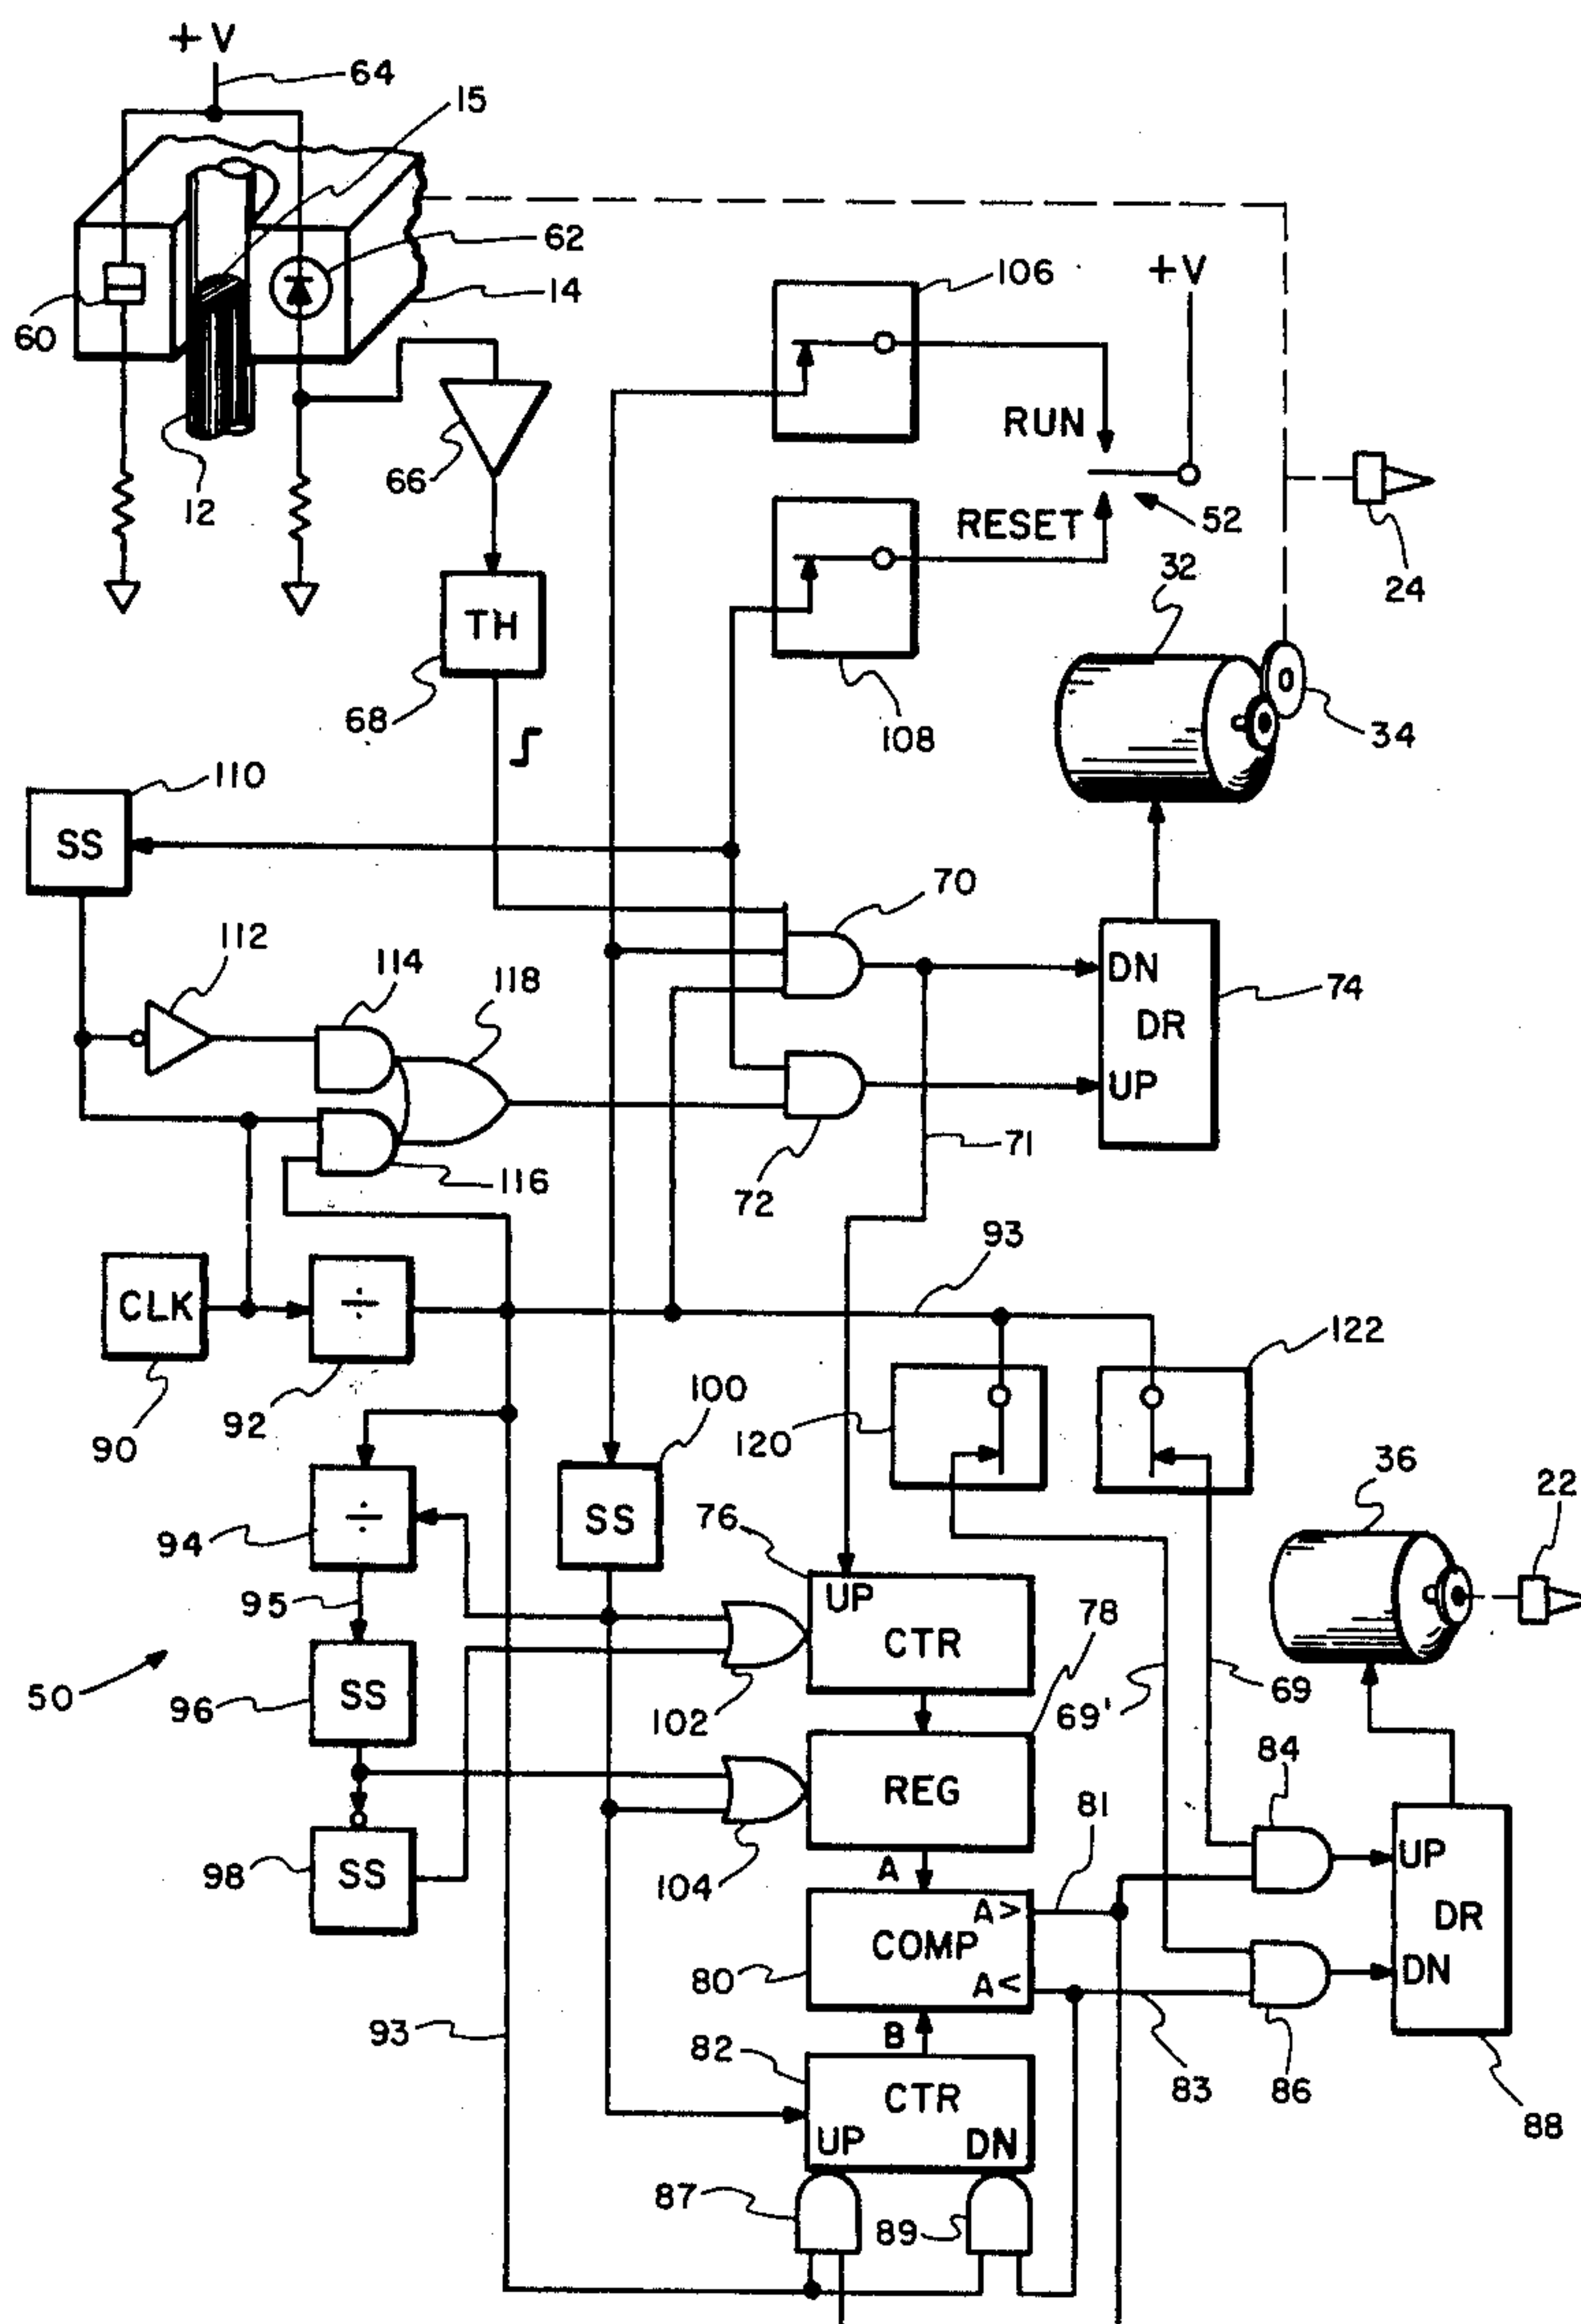 +V
64
15
62
14
60
12
66
106
+V
RUN
RESET
52
24
TH
68
32
34
108
110
SS
70
112
114
118
DN
DR
UP
74
71
72
116
93
CLK
÷
90
92
122
100
120
÷
94
SS
76
36
22
95
UP
CTR
78
50
SS
96
102
69'
69
REG
84
81
SS
98
104
A
UP
DR
DN
A>
COMP
A<
80
93
B
82
83
86
CTR
UP
DN
88
87
89